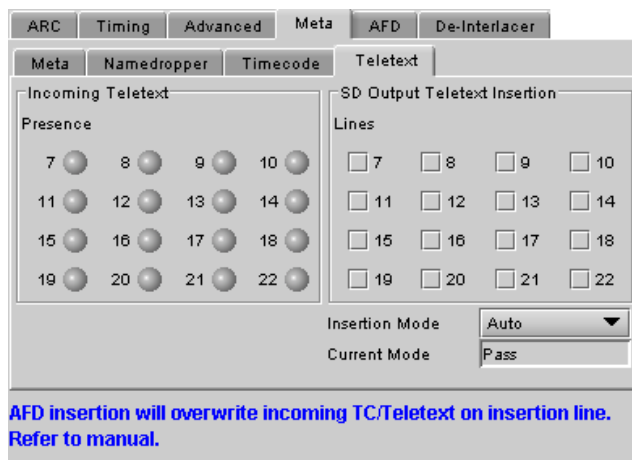 ARC Timing Advanced Meta AFD De-Interlacer
Meta Namedropper Timecode Teletext
Incoming Teletext
Presence
7 8 9 10
11 12 13 14
15 16 17 18
19 20 21 22
SD Output Teletext Insertion
Lines
7 8 9 10
11 12 13 14
15 16 17 18
19 20 21 22
Insertion Mode Auto
Current Mode Pass
AFD insertion will overwrite incoming TC/Teletext on insertion line.
Refer to manual.